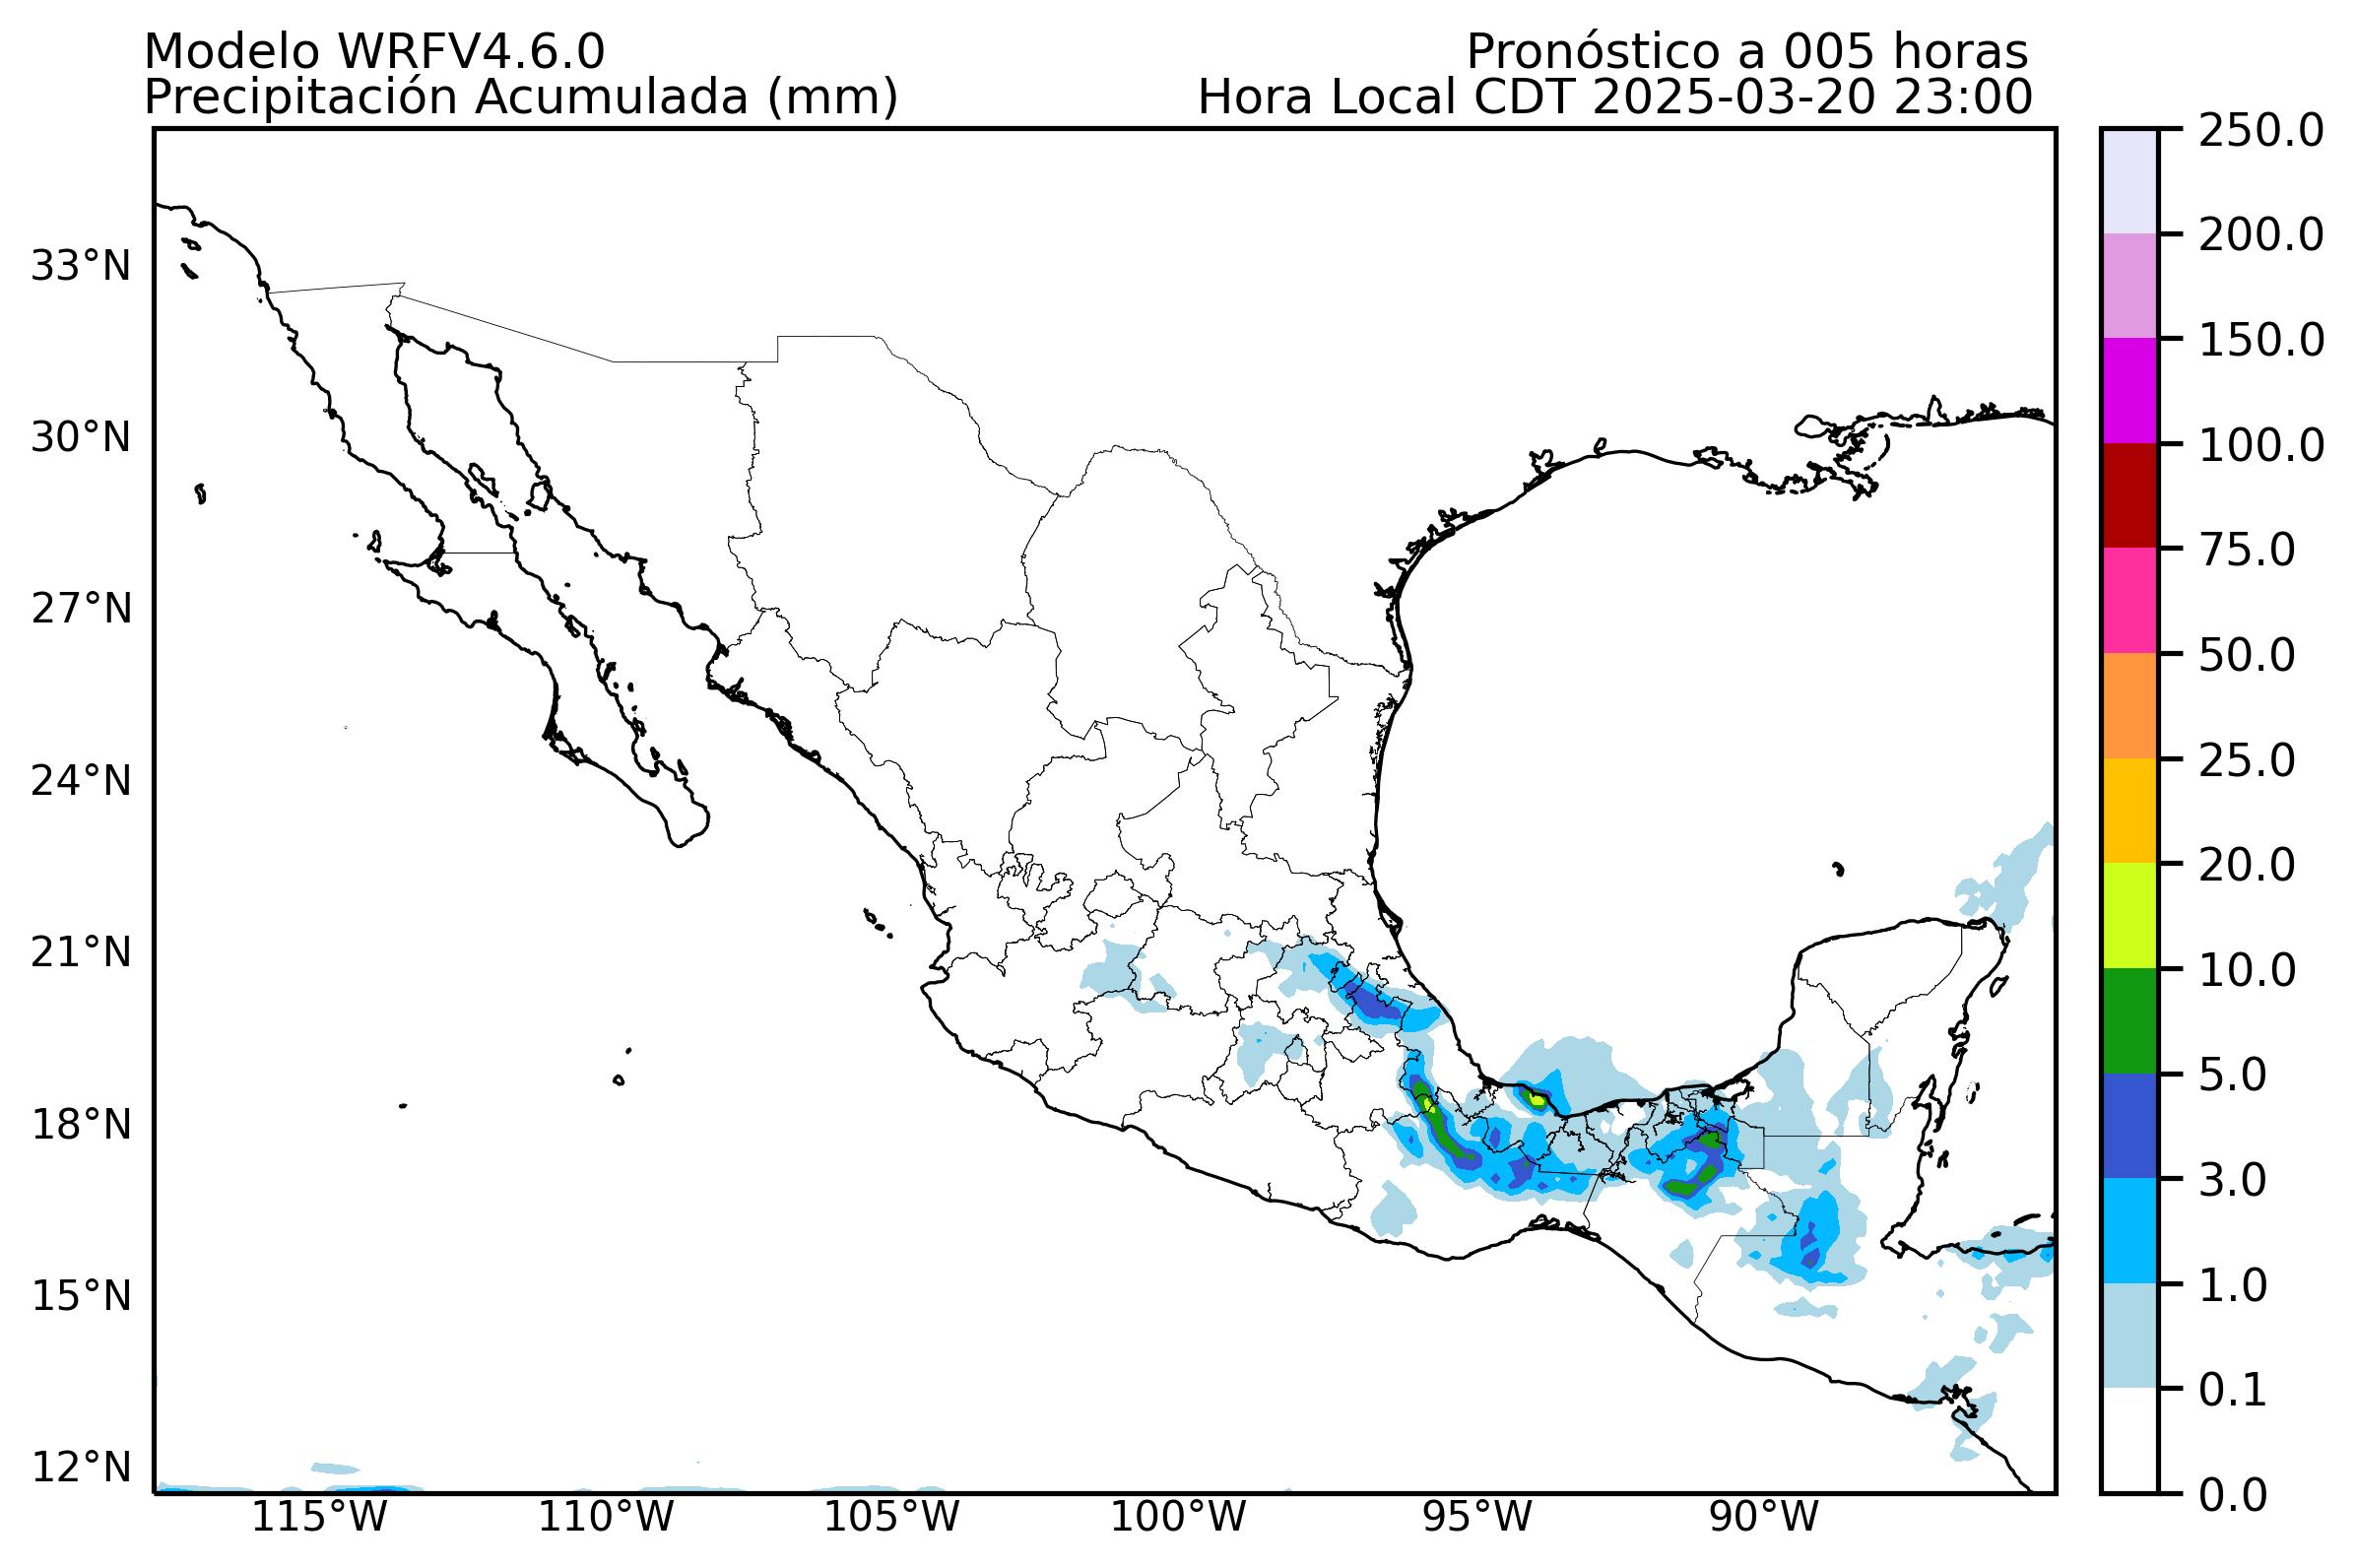 Modelo WRFV4.6.0
Pronóstico a 005 horas
Precipitación Acumulada (mm)
Hora Local CDT 2025-03-20 23:00
33°N
30°N
27°N
24°N
21°N
18°N
15°N
12°N
115°W
110°W
105°W
100°W
95°W
90°W
250.0
200.0
150.0
100.0
75.0
50.0
25.0
20.0
10.0
5.0
3.0
1.0
0.1
0.0